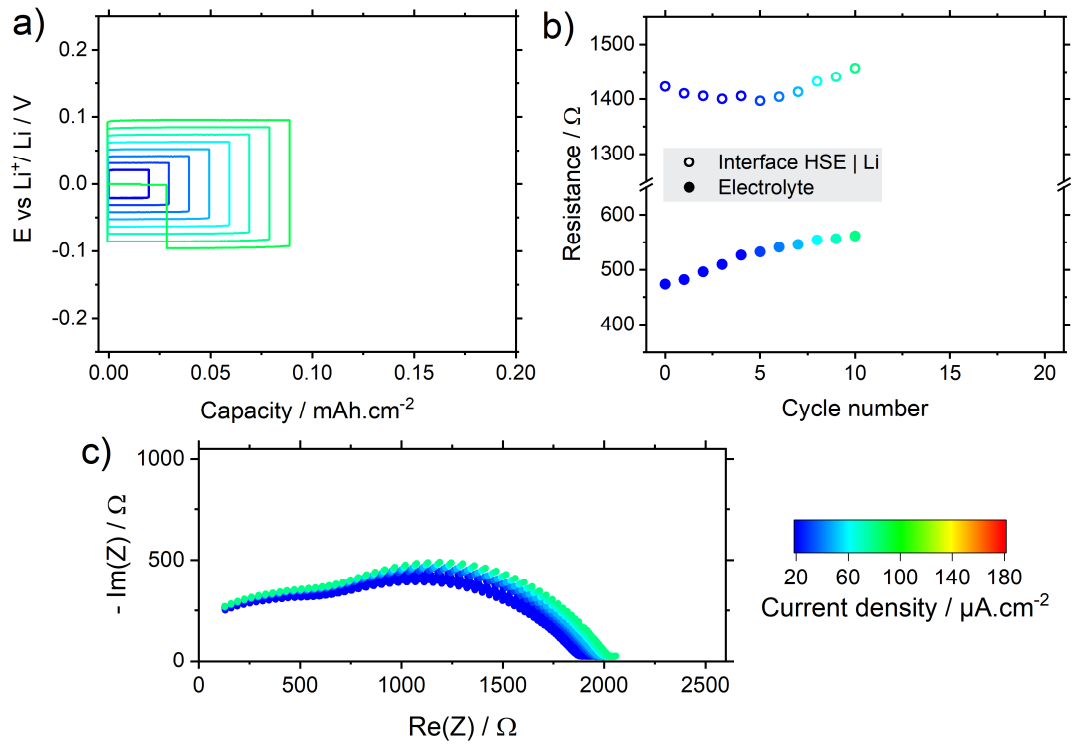 a)
0.2
0.1
0.0
-0.1
-0.2
E vs Li⁺/ Li / V
0.00 0.05 0.10 0.15 0.20
Capacity / mAh.cm⁻²
b)
1500
1400
1300
600
500
400
Resistance / Ω
Interface HSE | Li
Electrolyte
0 5 10 15 20
Cycle number
c)
1000
500
0
- Im(Z) / Ω
0 500 1000 1500 2000 2500
Re(Z) / Ω
20 60 100 140 180
Current density / µA.cm⁻²